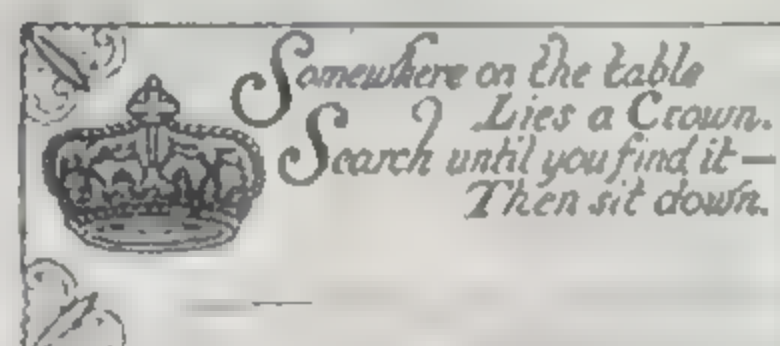 Somewhere on the table
Lies a Crown.
Search until you find it —
Then sit down.